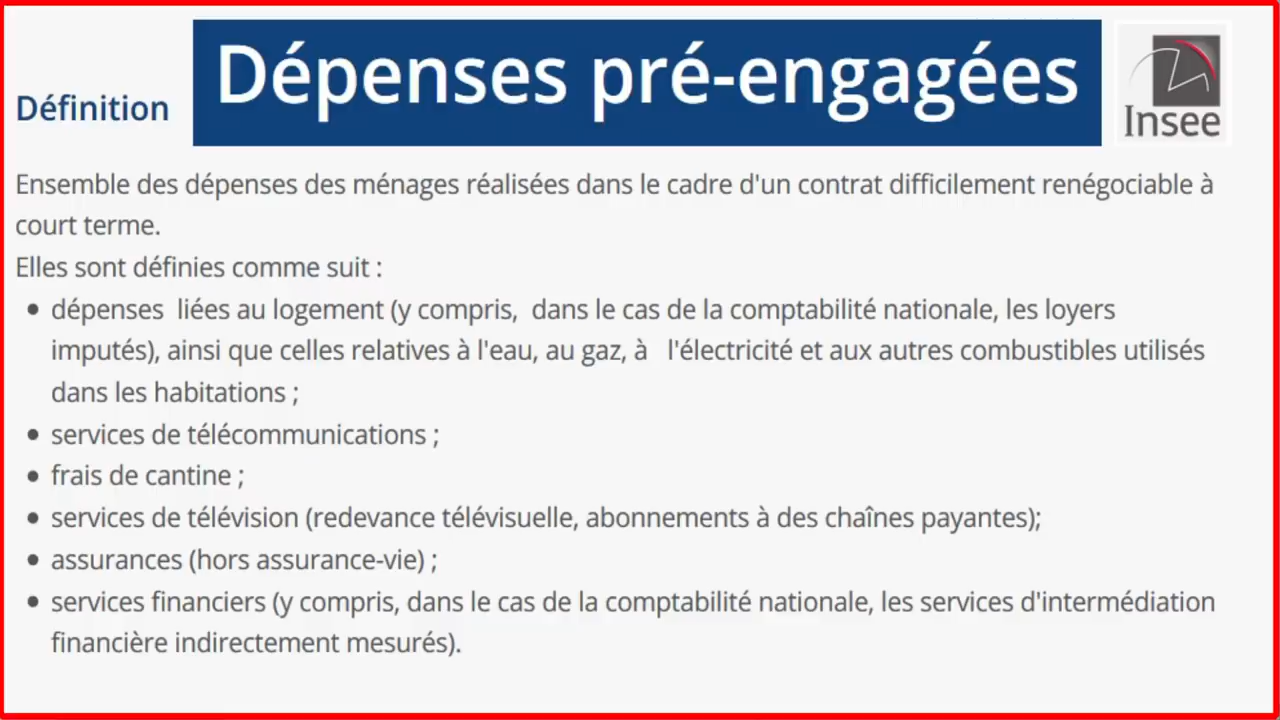 Définition
Dépenses pré-engagées
Insee
Ensemble des dépenses des ménages réalisées dans le cadre d'un contrat difficilement renégociable à
court terme.
Elles sont définies comme suit :
• dépenses liées au logement (y compris, dans le cas de la comptabilité nationale, les loyers
imputés), ainsi que celles relatives à l'eau, au gaz, à l'électricité et aux autres combustibles utilisés
dans les habitations ;
• services de télécommunications ;
• frais de cantine ;
• services de télévision (redevance télévisuelle, abonnements à des chaînes payantes);
• assurances (hors assurance-vie) ;
• services financiers (y compris, dans le cas de la comptabilité nationale, les services d'intermédiation
financière indirectement mesurés).